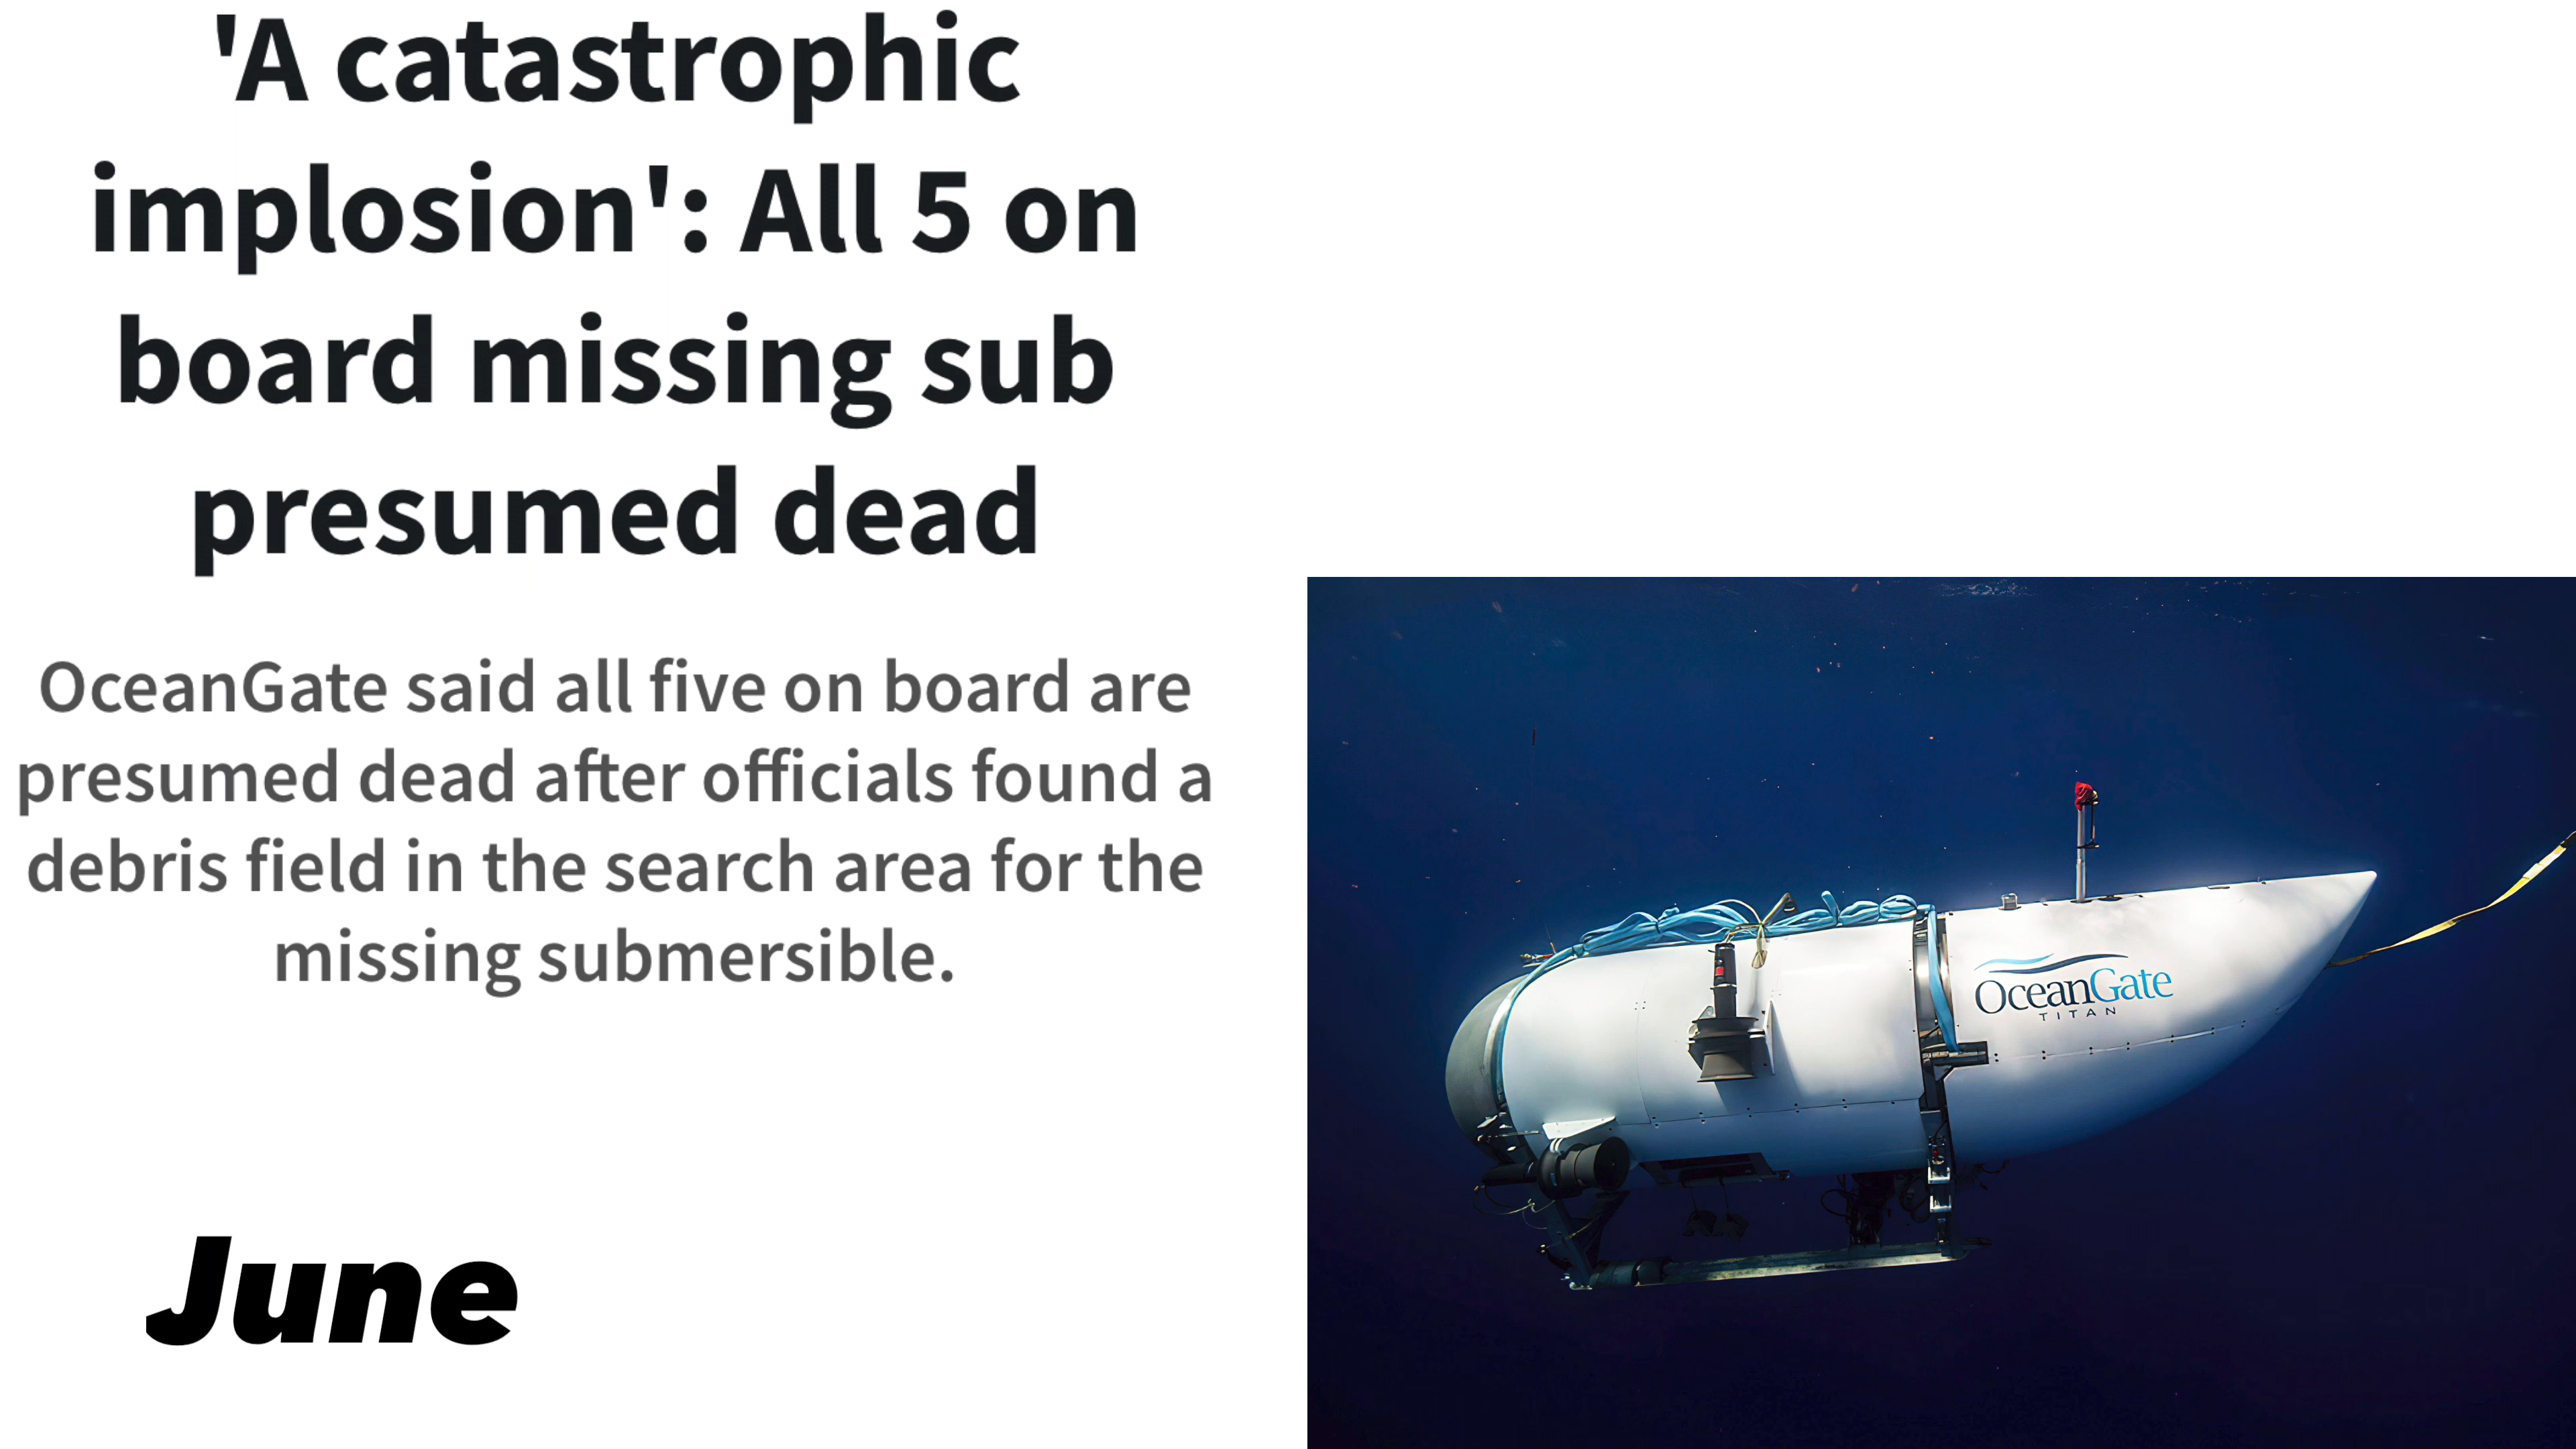 'A catastrophic
implosion': All 5 on
board missing sub
presumed dead
OceanGate said all five on board are
presumed dead after officials found a
debris field in the search area for the
missing submersible.
June
OceanGate
TITAN